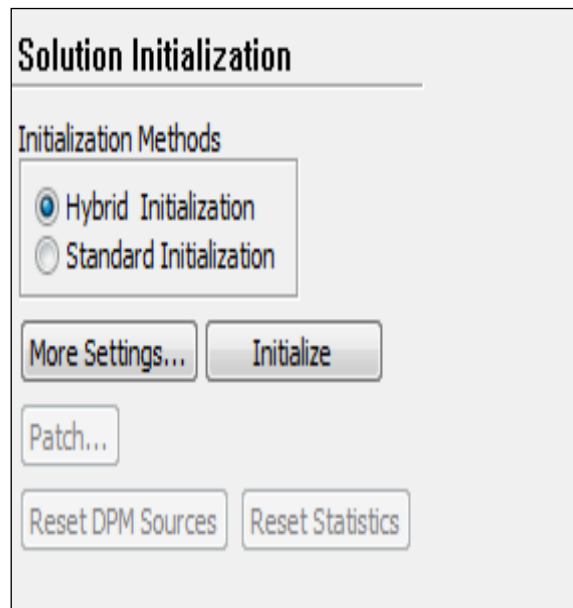 Solution Initialization
Initialization Methods
Hybrid Initialization
Standard Initialization
More Settings... Initialize
Patch...
Reset DPM Sources Reset Statistics